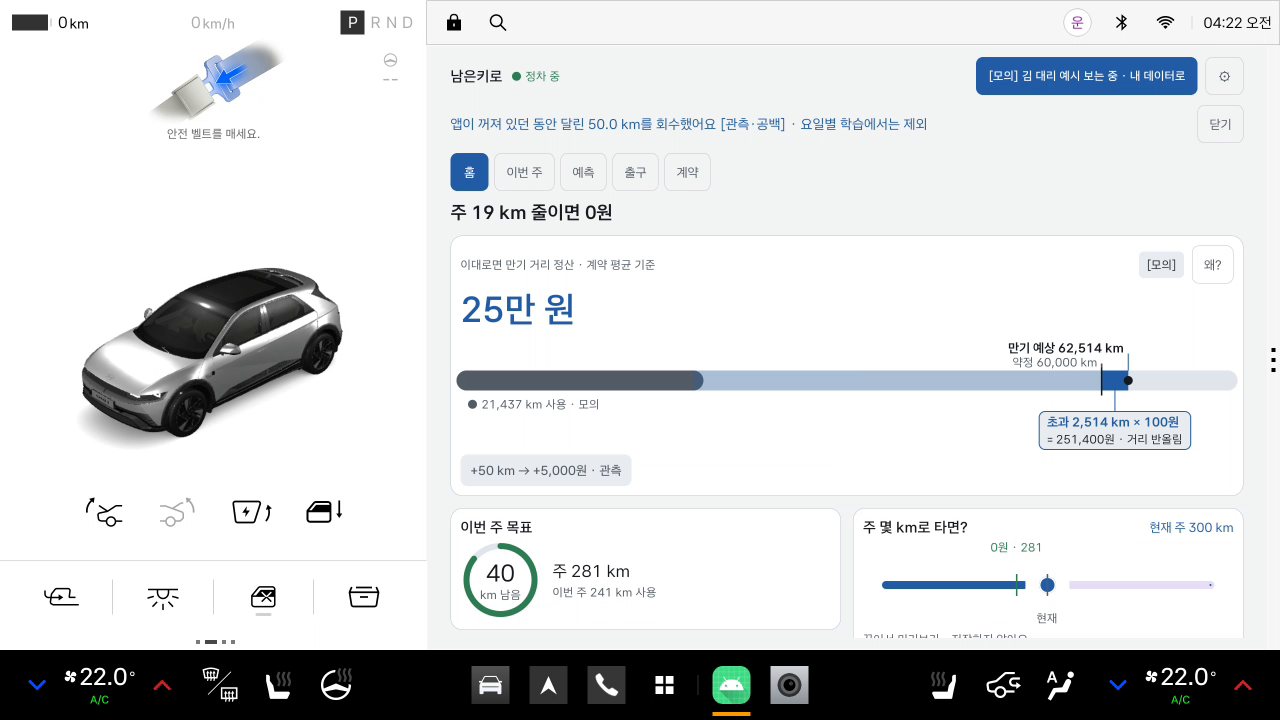 0 km
0 km/h
P R N D
안전 벨트를 매세요.
운
04:22 오전
남은키로
정차 중
[모의] 김 대리 예시 보는 중 · 내 데이터로
앱이 꺼져 있던 동안 달린 50.0 km를 회수했어요 [관측·공백] · 요일별 학습에서는 제외
닫기
홈
이번 주
예측
출구
계약
주 19 km 줄이면 0원
이대로면 만기 거리 정산 · 계약 평균 기준
[모의]
왜?
25만 원
만기 예상 62,514 km
약정 60,000 km
21,437 km 사용 · 모의
초과 2,514 km × 100원
= 251,400원 · 거리 반올림
+50 km → +5,000원 · 관측
이번 주 목표
40
km 남음
주 281 km
이번 주 241 km 사용
주 몇 km로 타면?
현재 주 300 km
0원 · 281
현재
22.0°
A/C
A
22.0°
A/C